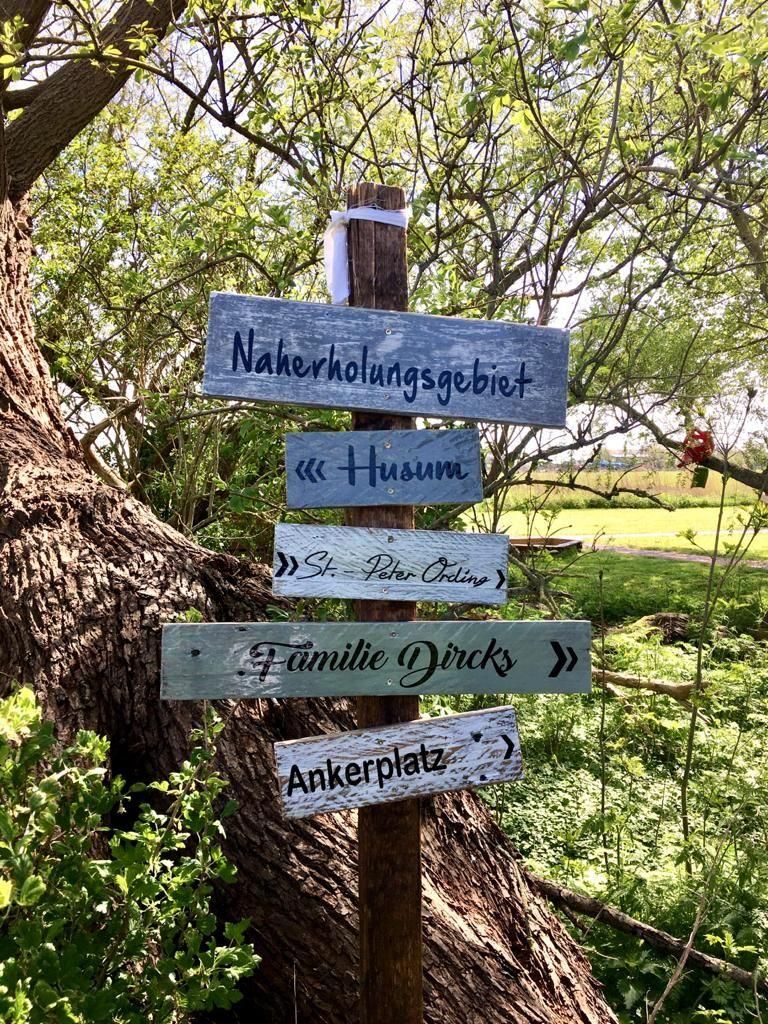 Naherholungsgebiet
««« Husum
»» St. - Peter Ording ›
Familie Dircks »
Ankerplatz ›